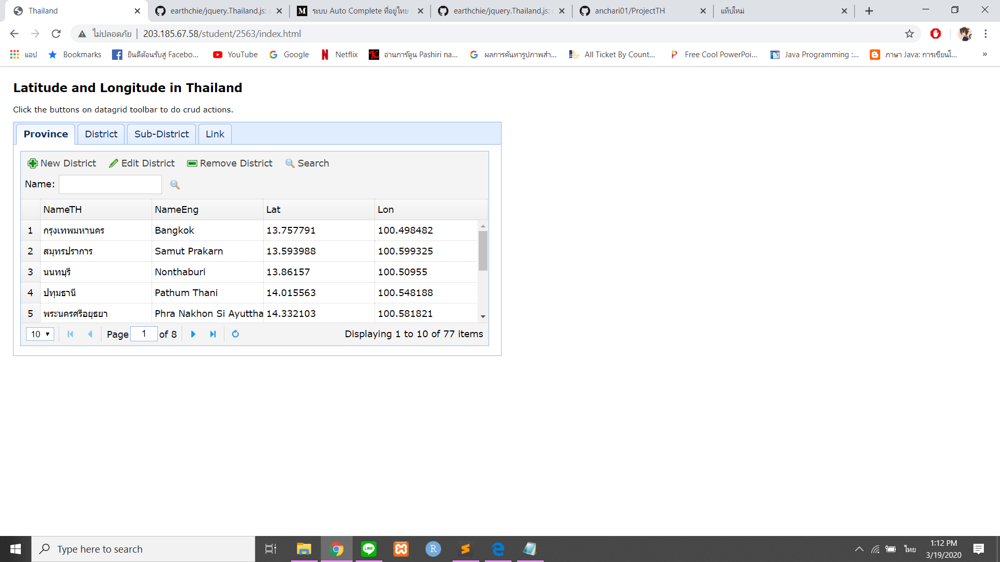 Thailand
earthchie/jquery.Thailand.js:
ระบบ Auto Complete ที่อยู่ไทย
earthchie/jquery.Thailand.js:
anchari01/ProjectTH
แท็บใหม่
ไม่ปลอดภัย
203.185.67.58/student/2563/index.html
แอป
Bookmarks
ยินดีต้อนรับสู่ Facebo...
YouTube
Google
Netflix
อ่านการ์ตูน Pashiri na...
ผลการค้นหารูปภาพสำ...
All Ticket By Count...
Free Cool PowerPoi...
Java Programming :...
ภาษา Java: การเขียนโ...
»
Latitude and Longitude in Thailand
Click the buttons on datagrid toolbar to do crud actions.
Province District Sub-District Link
New District Edit District Remove District Search
Name:
NameTH NameEng Lat Lon
1 กรุงเทพมหานคร Bangkok 13.757791 100.498482
2 สมุทรปราการ Samut Prakarn 13.593988 100.599325
3 นนทบุรี Nonthaburi 13.86157 100.50955
4 ปทุมธานี Pathum Thani 14.015563 100.548188
5 พระนครศรีอยุธยา Phra Nakhon Si Ayuttha 14.332103 100.581821
10 Page 1 of 8 Displaying 1 to 10 of 77 items
Type here to search
LINE
R
ไทย
1:12 PM
3/19/2020